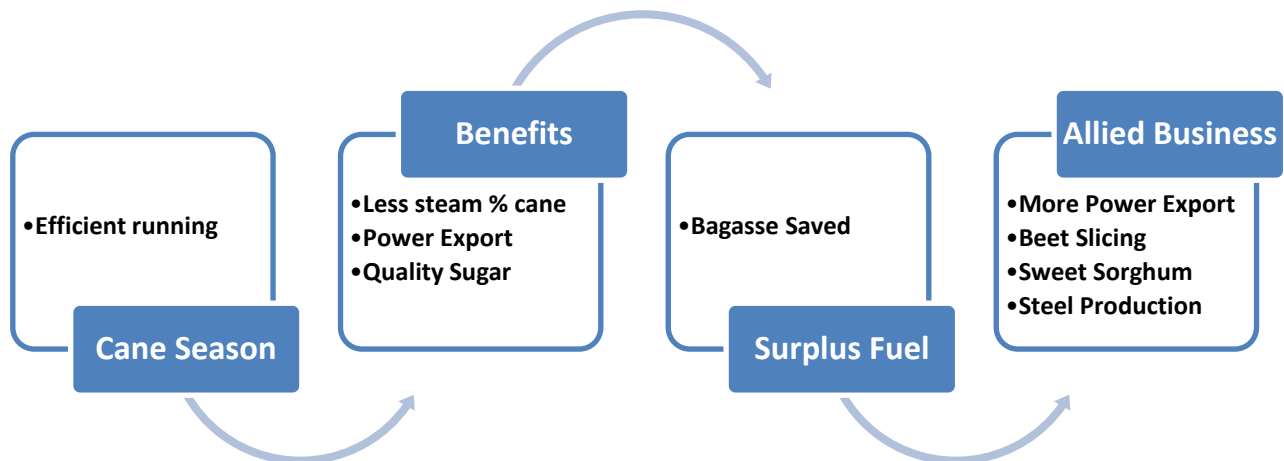 •Efficient running
Cane Season
Benefits
•Less steam % cane
•Power Export
•Quality Sugar
•Bagasse Saved
Surplus Fuel
Allied Business
•More Power Export
•Beet Slicing
•Sweet Sorghum
•Steel Production